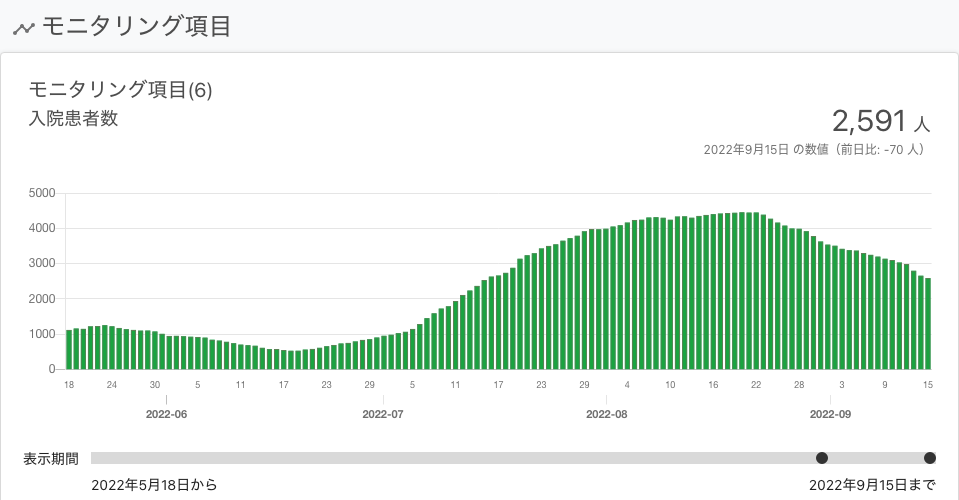 モニタリング項目
モニタリング項目(6)
入院患者数
2,591 人
2022年9月15日 の数値（前日比: -70 人）
5000
4000
3000
2000
1000
0
18 24 30 5 11 17 23 29 5 11 17 23 29 4 10 16 22 28 3 9 15
2022-06 2022-07 2022-08 2022-09
表示期間
2022年5月18日から 2022年9月15日まで